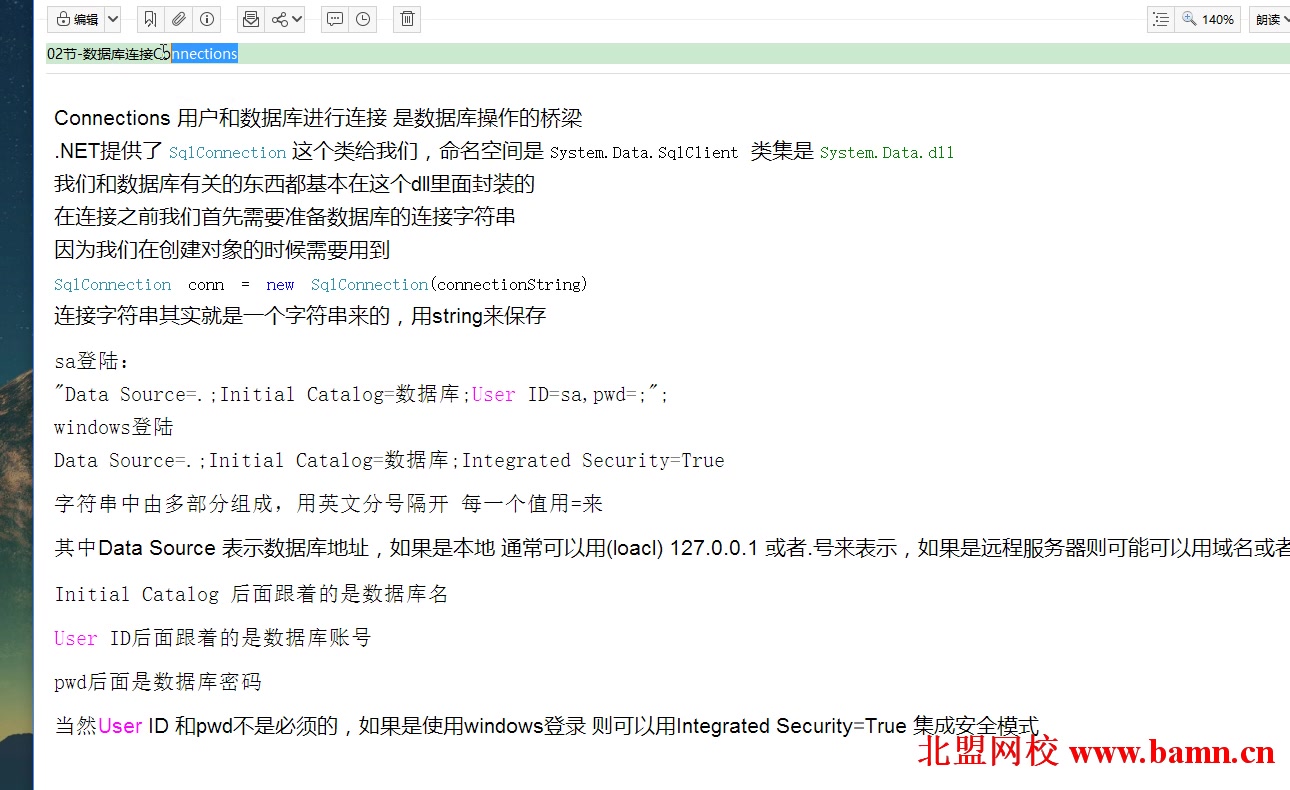 编辑 140% 朗读
02节-数据库连接Connections
Connections 用户和数据库进行连接 是数据库操作的桥梁
.NET提供了 SqlConnection 这个类给我们，命名空间是 System.Data.SqlClient 类集是 System.Data.dll
我们和数据库有关的东西都基本在这个dll里面封装的
在连接之前我们首先需要准备数据库的连接字符串
因为我们在创建对象的时候需要用到
SqlConnection conn = new SqlConnection(connectionString)
连接字符串其实就是一个字符串来的，用string来保存
sa登陆：
"Data Source=.;Initial Catalog=数据库;User ID=sa,pwd=;";
windows登陆
Data Source=.;Initial Catalog=数据库;Integrated Security=True
字符串中由多部分组成，用英文分号隔开 每一个值用=来
其中Data Source 表示数据库地址，如果是本地 通常可以用(loacl) 127.0.0.1 或者.号来表示，如果是远程服务器则可能可以用域名或者
Initial Catalog 后面跟着的是数据库名
User ID后面跟着的是数据库账号
pwd后面是数据库密码
当然User ID 和pwd不是必须的，如果是使用windows登录 则可以用Integrated Security=True 集成安全模式
北盟网校 www.bamn.cn